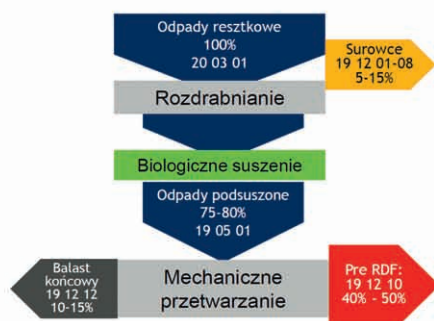 Odpady resztkowe
100%
20 03 01
Surowce
19 12 01-08
5-15%
Rozdrabnianie
Biologiczne suszenie
Odpady podsuszone
75-80%
19 05 01
Balast
końcowy
19 12 12
10-15%
Mechaniczne
przetwarzanie
Pre RDF:
19 12 10
40% - 50%